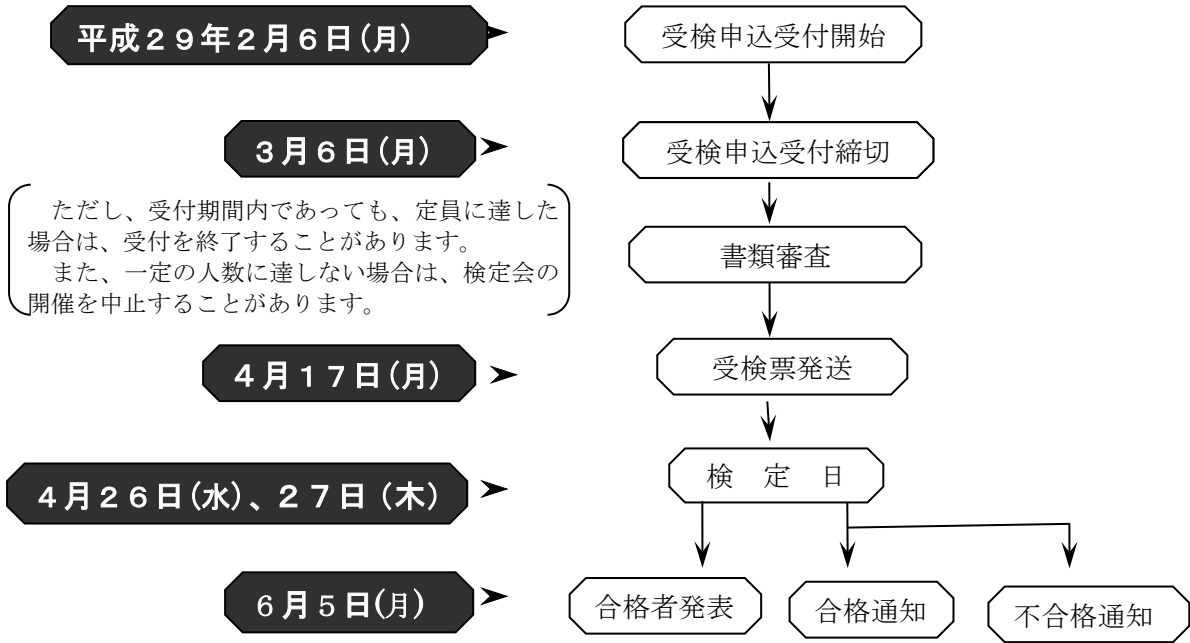 平成２９年２月６日(月)
受検申込受付開始
３月６日(月)
受検申込受付締切
ただし、受付期間内であっても、定員に達した
場合は、受付を終了することがあります。
また、一定の人数に達しない場合は、検定会の
開催を中止することがあります。
書類審査
４月１７日(月)
受検票発送
４月２６日(水)、２７日（木）
検　定　日
６月５日(月)
合格者発表
合格通知
不合格通知